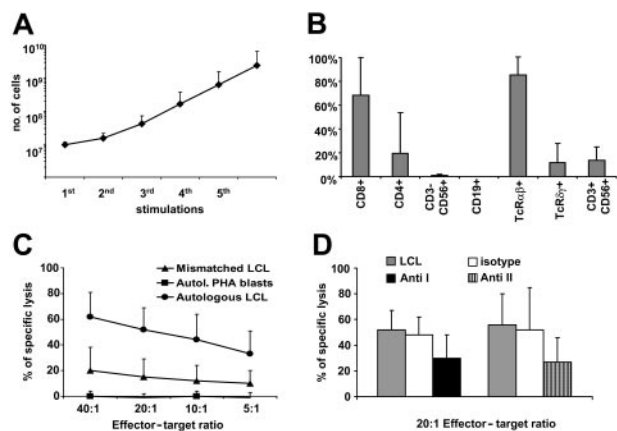 A
no. of cells
10^10
10^9
10^8
10^7
1st 2nd 3rd 4th 5th
stimulations
B
100%
80%
60%
40%
20%
0%
CD8+
CD4+
CD3-
CD56+
CD19+
TcRαβ+
TcRδγ+
CD3+
CD56+
C
% of specific lysis
100
80
60
40
20
0
Mismatched LCL
Autol. PHA blasts
Autologous LCL
40:1 20:1 10:1 5:1
Effector-target ratio
D
% of specific lysis
100
80
60
40
20
0
LCL
isotype
Anti I
Anti II
20:1 Effector-target ratio